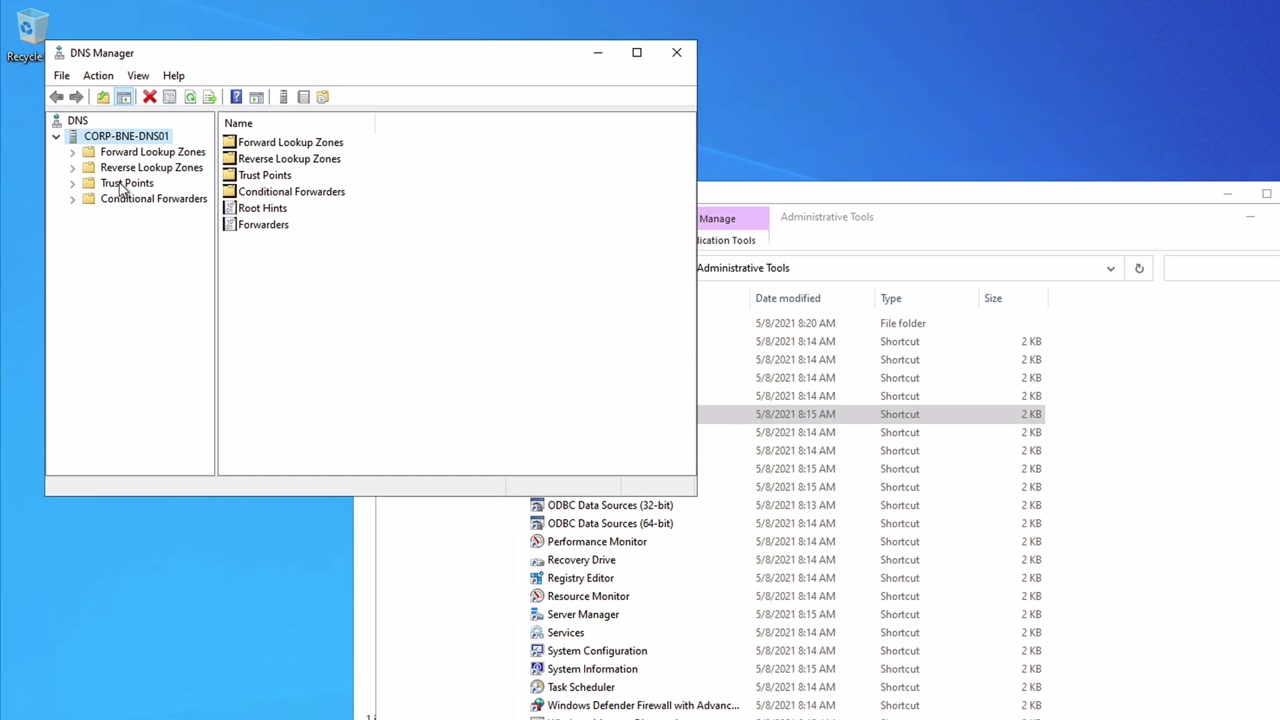 Recycle
DNS Manager
File Action View Help
DNS
CORP-BNE-DNS01
Forward Lookup Zones
Reverse Lookup Zones
Trust Points
Conditional Forwarders
Name
Forward Lookup Zones
Reverse Lookup Zones
Trust Points
Conditional Forwarders
Root Hints
Forwarders
Manage Administrative Tools
lication Tools
Administrative Tools
Date modified Type Size
5/8/2021 8:20 AM File folder
5/8/2021 8:14 AM Shortcut 2 KB
5/8/2021 8:14 AM Shortcut 2 KB
5/8/2021 8:14 AM Shortcut 2 KB
5/8/2021 8:14 AM Shortcut 2 KB
5/8/2021 8:15 AM Shortcut 2 KB
5/8/2021 8:14 AM Shortcut 2 KB
5/8/2021 8:14 AM Shortcut 2 KB
5/8/2021 8:15 AM Shortcut 2 KB
5/8/2021 8:15 AM Shortcut 2 KB
ODBC Data Sources (32-bit) 5/8/2021 8:13 AM Shortcut 2 KB
ODBC Data Sources (64-bit) 5/8/2021 8:14 AM Shortcut 2 KB
Performance Monitor 5/8/2021 8:14 AM Shortcut 2 KB
Recovery Drive 5/8/2021 8:14 AM Shortcut 2 KB
Registry Editor 5/8/2021 8:14 AM Shortcut 2 KB
Resource Monitor 5/8/2021 8:14 AM Shortcut 2 KB
Server Manager 5/8/2021 8:15 AM Shortcut 2 KB
Services 5/8/2021 8:14 AM Shortcut 2 KB
System Configuration 5/8/2021 8:14 AM Shortcut 2 KB
System Information 5/8/2021 8:14 AM Shortcut 2 KB
Task Scheduler 5/8/2021 8:14 AM Shortcut 2 KB
Windows Defender Firewall with Advanc... 5/8/2021 8:14 AM Shortcut 2 KB